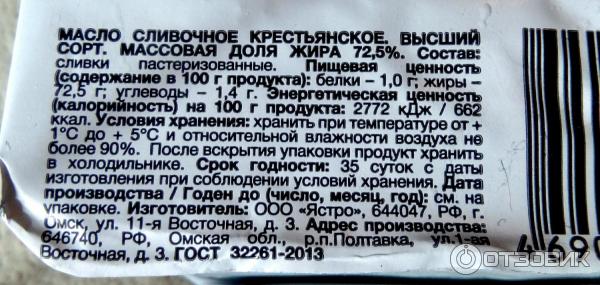 МАСЛО СЛИВОЧНОЕ КРЕСТЬЯНСКОЕ. ВЫСШИЙ
СОРТ. МАССОВАЯ ДОЛЯ ЖИРА 72,5%. Состав:
сливки пастеризованные. Пищевая ценность
(содержание в 100 г продукта): белки – 1,0 г; жиры –
72,5 г; углеводы – 1,4 г. Энергетическая ценность
(калорийность) на 100 г продукта: 2772 кДж / 662
ккал. Условия хранения: хранить при температуре от +
1°С до + 5°С и относительной влажности воздуха не
более 90%. После вскрытия упаковки продукт хранить
в холодильнике. Срок годности: 35 суток с даты
изготовления при соблюдении условий хранения. Дата
производства / Годен до (число, месяц, год): см. на
упаковке. Изготовитель: ООО «Ястро», 644047, РФ, г.
Омск, ул. 11-я Восточная, д. 3. Адрес производства:
646740, РФ, Омская обл., р.п.Полтавка, ул.1-ая
Восточная, д. 3. ГОСТ 32261-2013
4690
ОТЗОВИК